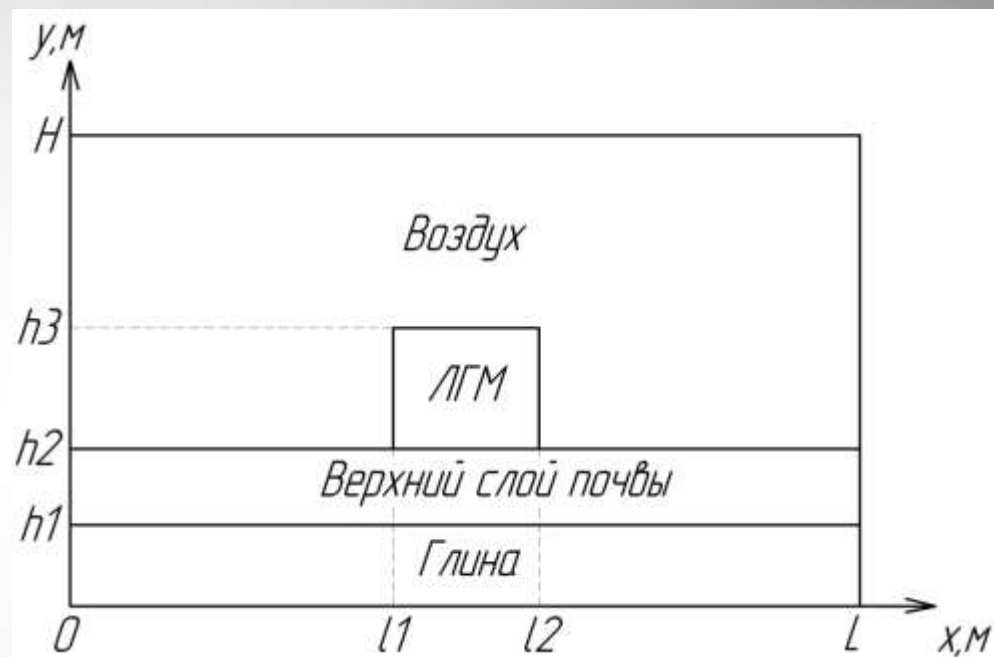 y,м
H
Воздух
h3
ЛГМ
h2
Верхний слой почвы
h1
Глина
0
l1
l2
L
x,м